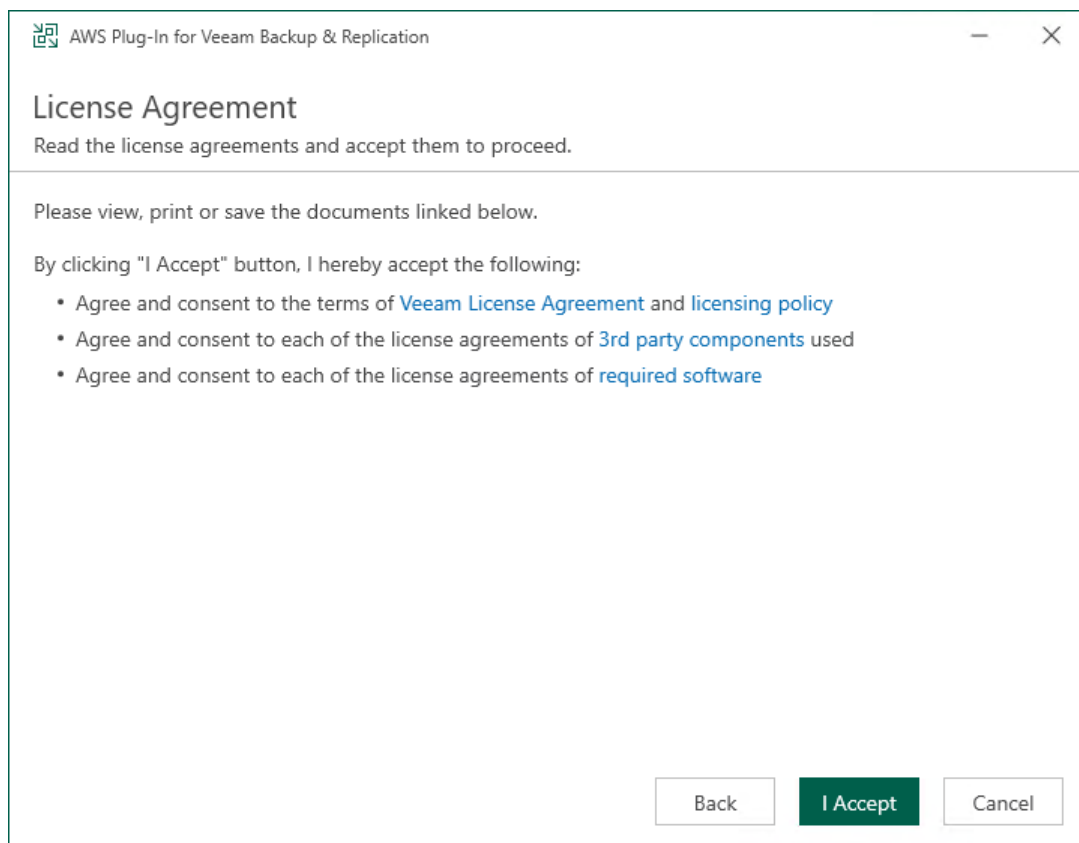 AWS Plug-In for Veeam Backup & Replication
License Agreement
Read the license agreements and accept them to proceed.
Please view, print or save the documents linked below.
By clicking "I Accept" button, I hereby accept the following:
• Agree and consent to the terms of Veeam License Agreement and licensing policy
• Agree and consent to each of the license agreements of 3rd party components used
• Agree and consent to each of the license agreements of required software
Back I Accept Cancel